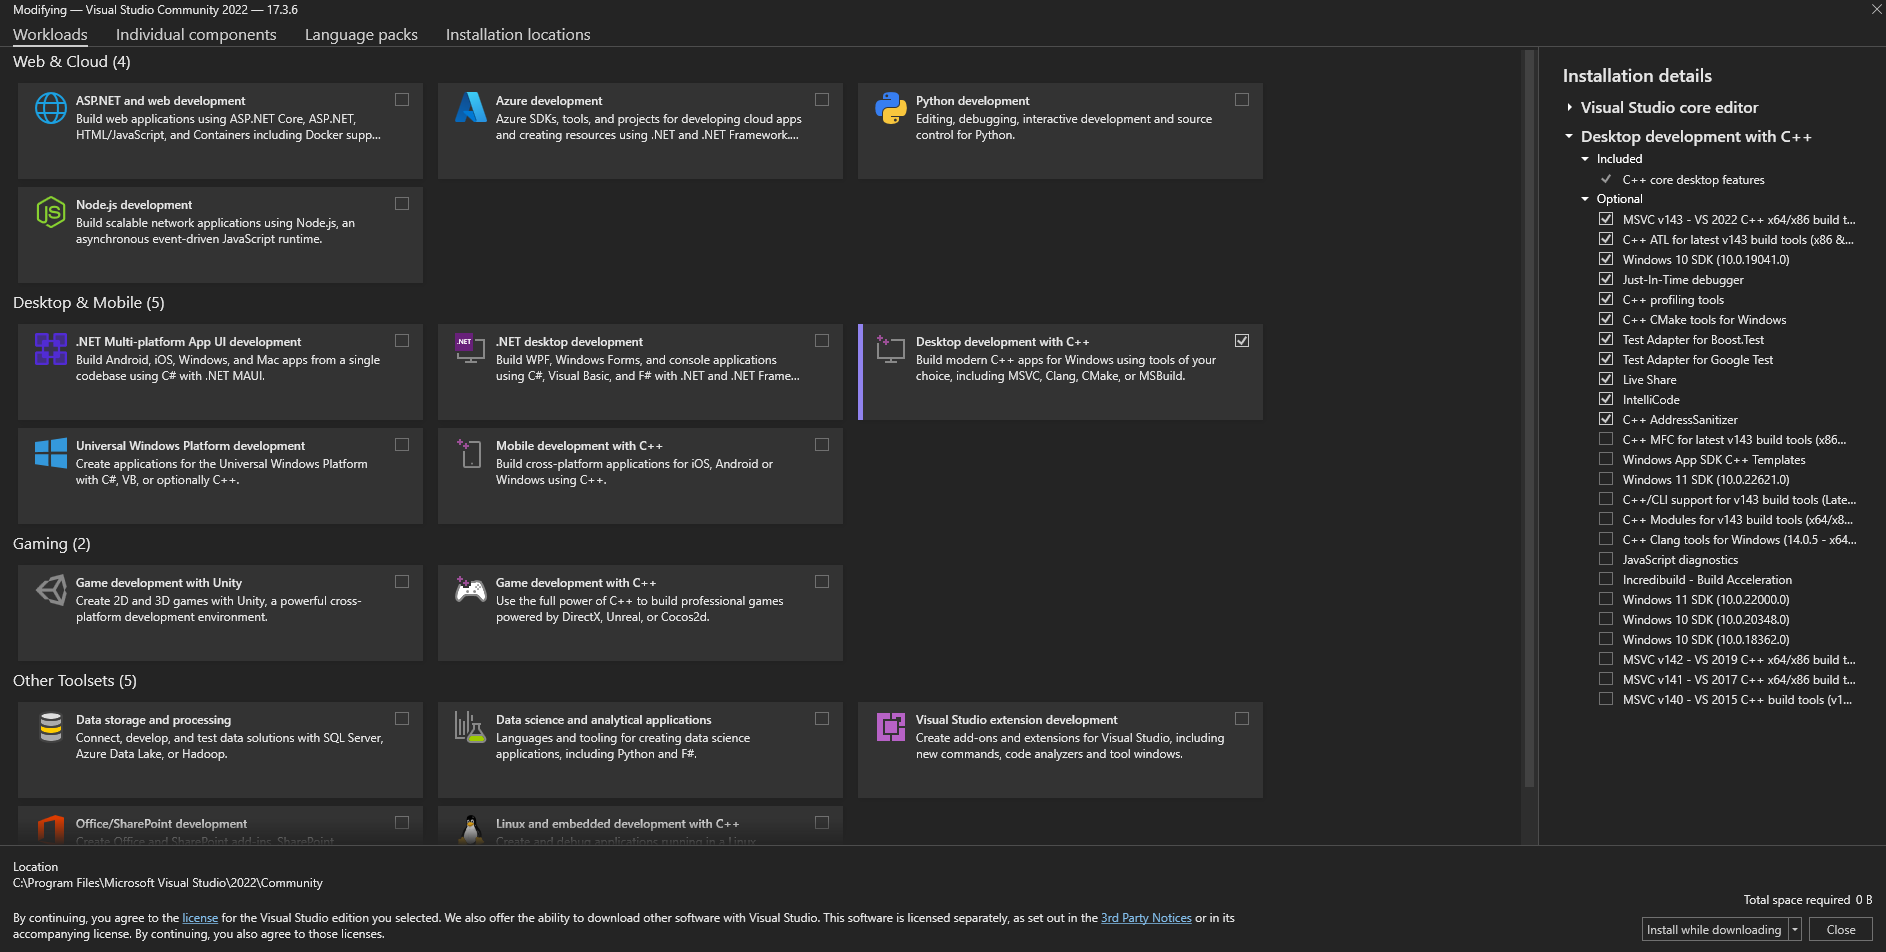 Modifying — Visual Studio Community 2022 — 17.3.6
Workloads
Individual components
Language packs
Installation locations
Web & Cloud (4)
ASP.NET and web development
Build web applications using ASP.NET Core, ASP.NET,
HTML/JavaScript, and Containers including Docker supp...
Azure development
Azure SDKs, tools, and projects for developing cloud apps
and creating resources using .NET and .NET Framework....
Python development
Editing, debugging, interactive development and source
control for Python.
Node.js development
Build scalable network applications using Node.js, an
asynchronous event-driven JavaScript runtime.
Desktop & Mobile (5)
.NET Multi-platform App UI development
Build Android, iOS, Windows, and Mac apps from a single
codebase using C# with .NET MAUI.
.NET
.NET desktop development
Build WPF, Windows Forms, and console applications
using C#, Visual Basic, and F# with .NET and .NET Frame...
Desktop development with C++
Build modern C++ apps for Windows using tools of your
choice, including MSVC, Clang, CMake, or MSBuild.
Universal Windows Platform development
Create applications for the Universal Windows Platform
with C#, VB, or optionally C++.
Mobile development with C++
Build cross-platform applications for iOS, Android or
Windows using C++.
Gaming (2)
Game development with Unity
Create 2D and 3D games with Unity, a powerful cross-
platform development environment.
Game development with C++
Use the full power of C++ to build professional games
powered by DirectX, Unreal, or Cocos2d.
Other Toolsets (5)
Data storage and processing
Connect, develop, and test data solutions with SQL Server,
Azure Data Lake, or Hadoop.
Data science and analytical applications
Languages and tooling for creating data science
applications, including Python and F#.
Visual Studio extension development
Create add-ons and extensions for Visual Studio, including
new commands, code analyzers and tool windows.
Office/SharePoint development
Create Office and SharePoint add-ins, SharePoint
Linux and embedded development with C++
Create and debug applications running in a Linux
Installation details
Visual Studio core editor
Desktop development with C++
Included
C++ core desktop features
Optional
MSVC v143 - VS 2022 C++ x64/x86 build t...
C++ ATL for latest v143 build tools (x86 &...
Windows 10 SDK (10.0.19041.0)
Just-In-Time debugger
C++ profiling tools
C++ CMake tools for Windows
Test Adapter for Boost.Test
Test Adapter for Google Test
Live Share
IntelliCode
C++ AddressSanitizer
C++ MFC for latest v143 build tools (x86...
Windows App SDK C++ Templates
Windows 11 SDK (10.0.22621.0)
C++/CLI support for v143 build tools (Late...
C++ Modules for v143 build tools (x64/x8...
C++ Clang tools for Windows (14.0.5 - x64...
JavaScript diagnostics
Incredibuild - Build Acceleration
Windows 11 SDK (10.0.22000.0)
Windows 10 SDK (10.0.20348.0)
Windows 10 SDK (10.0.18362.0)
MSVC v142 - VS 2019 C++ x64/x86 build t...
MSVC v141 - VS 2017 C++ x64/x86 build t...
MSVC v140 - VS 2015 C++ build tools (v1...
Location
C:\Program Files\Microsoft Visual Studio\2022\Community
By continuing, you agree to the license for the Visual Studio edition you selected. We also offer the ability to download other software with Visual Studio. This software is licensed separately, as set out in the 3rd Party Notices or in its
accompanying license. By continuing, you also agree to those licenses.
Total space required 0 B
Install while downloading
Close